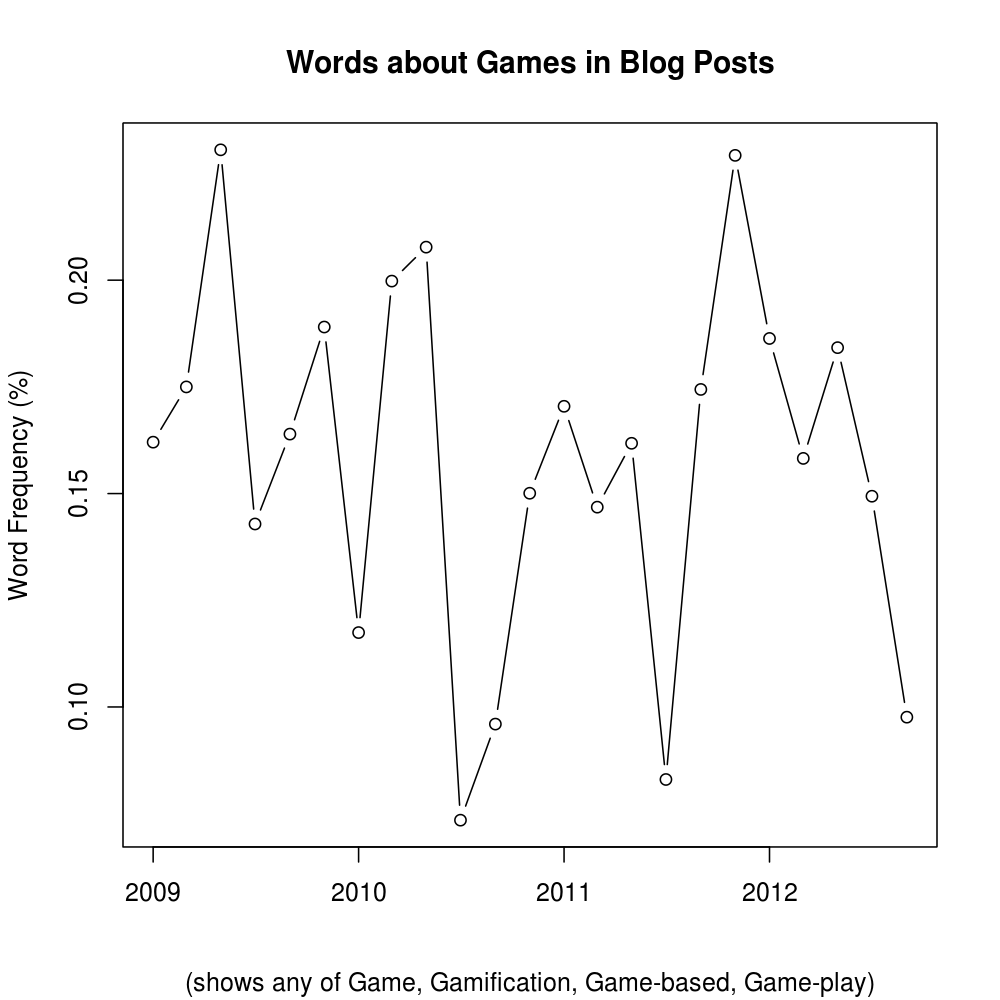 Words about Games in Blog Posts
Word Frequency (%)
0.20
0.15
0.10
2009 2010 2011 2012
(shows any of Game, Gamification, Game-based, Game-play)